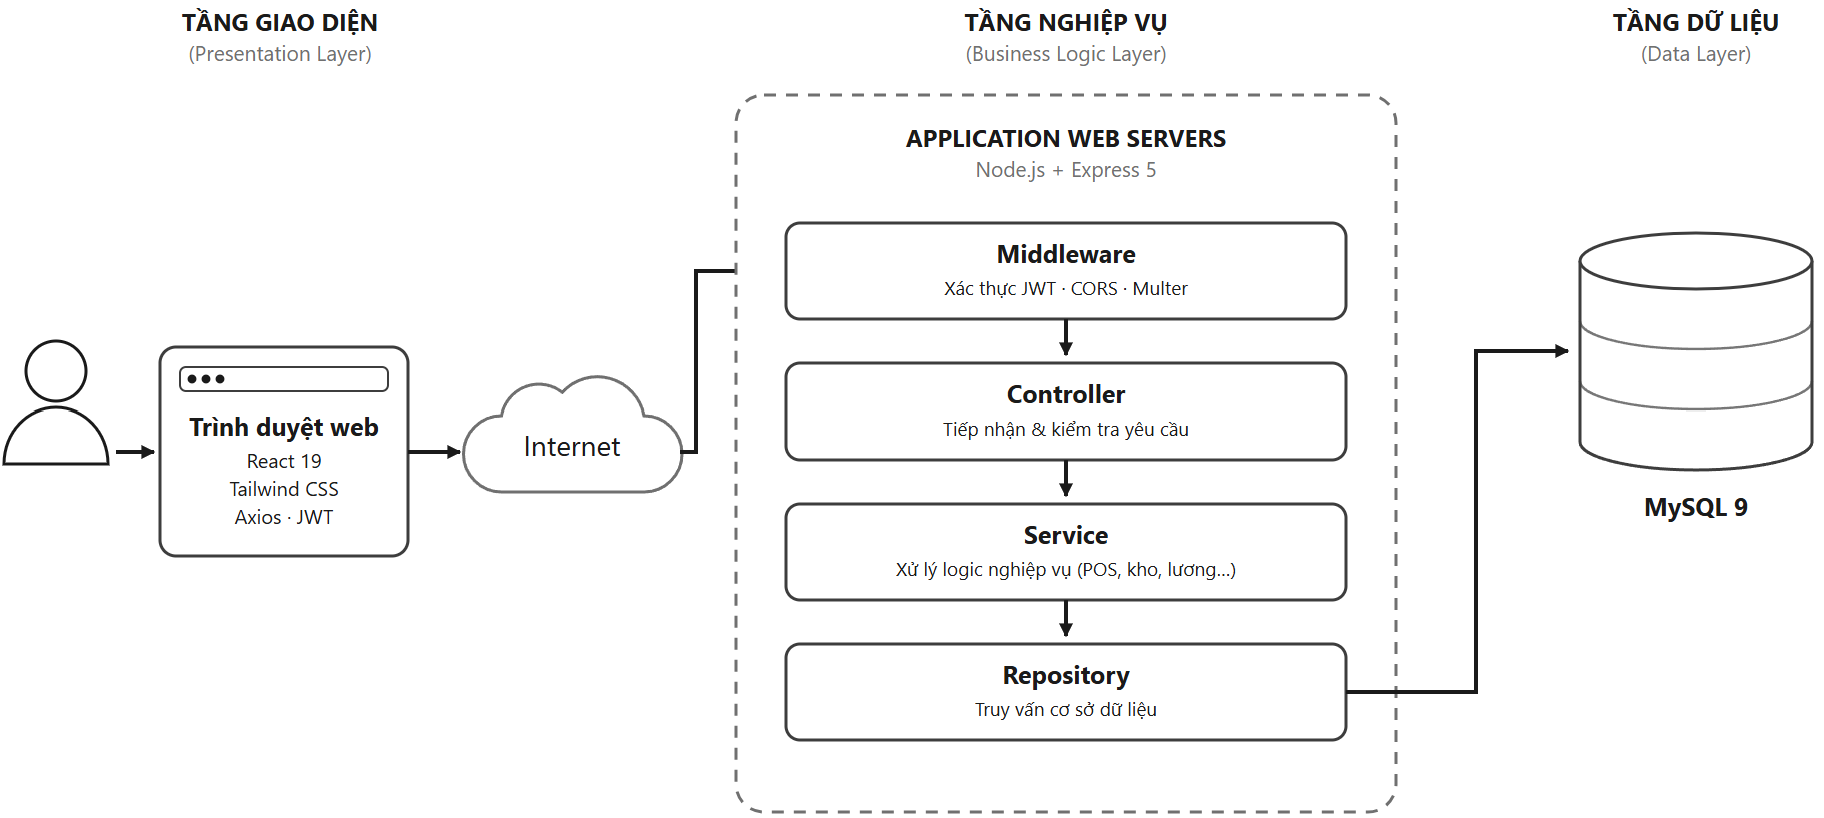 TẦNG GIAO DIỆN
(Presentation Layer)
TẦNG NGHIỆP VỤ
(Business Logic Layer)
TẦNG DỮ LIỆU
(Data Layer)
Trình duyệt web
React 19
Tailwind CSS
Axios · JWT
Internet
APPLICATION WEB SERVERS
Node.js + Express 5
Middleware
Xác thực JWT · CORS · Multer
Controller
Tiếp nhận & kiểm tra yêu cầu
Service
Xử lý logic nghiệp vụ (POS, kho, lương...)
Repository
Truy vấn cơ sở dữ liệu
MySQL 9